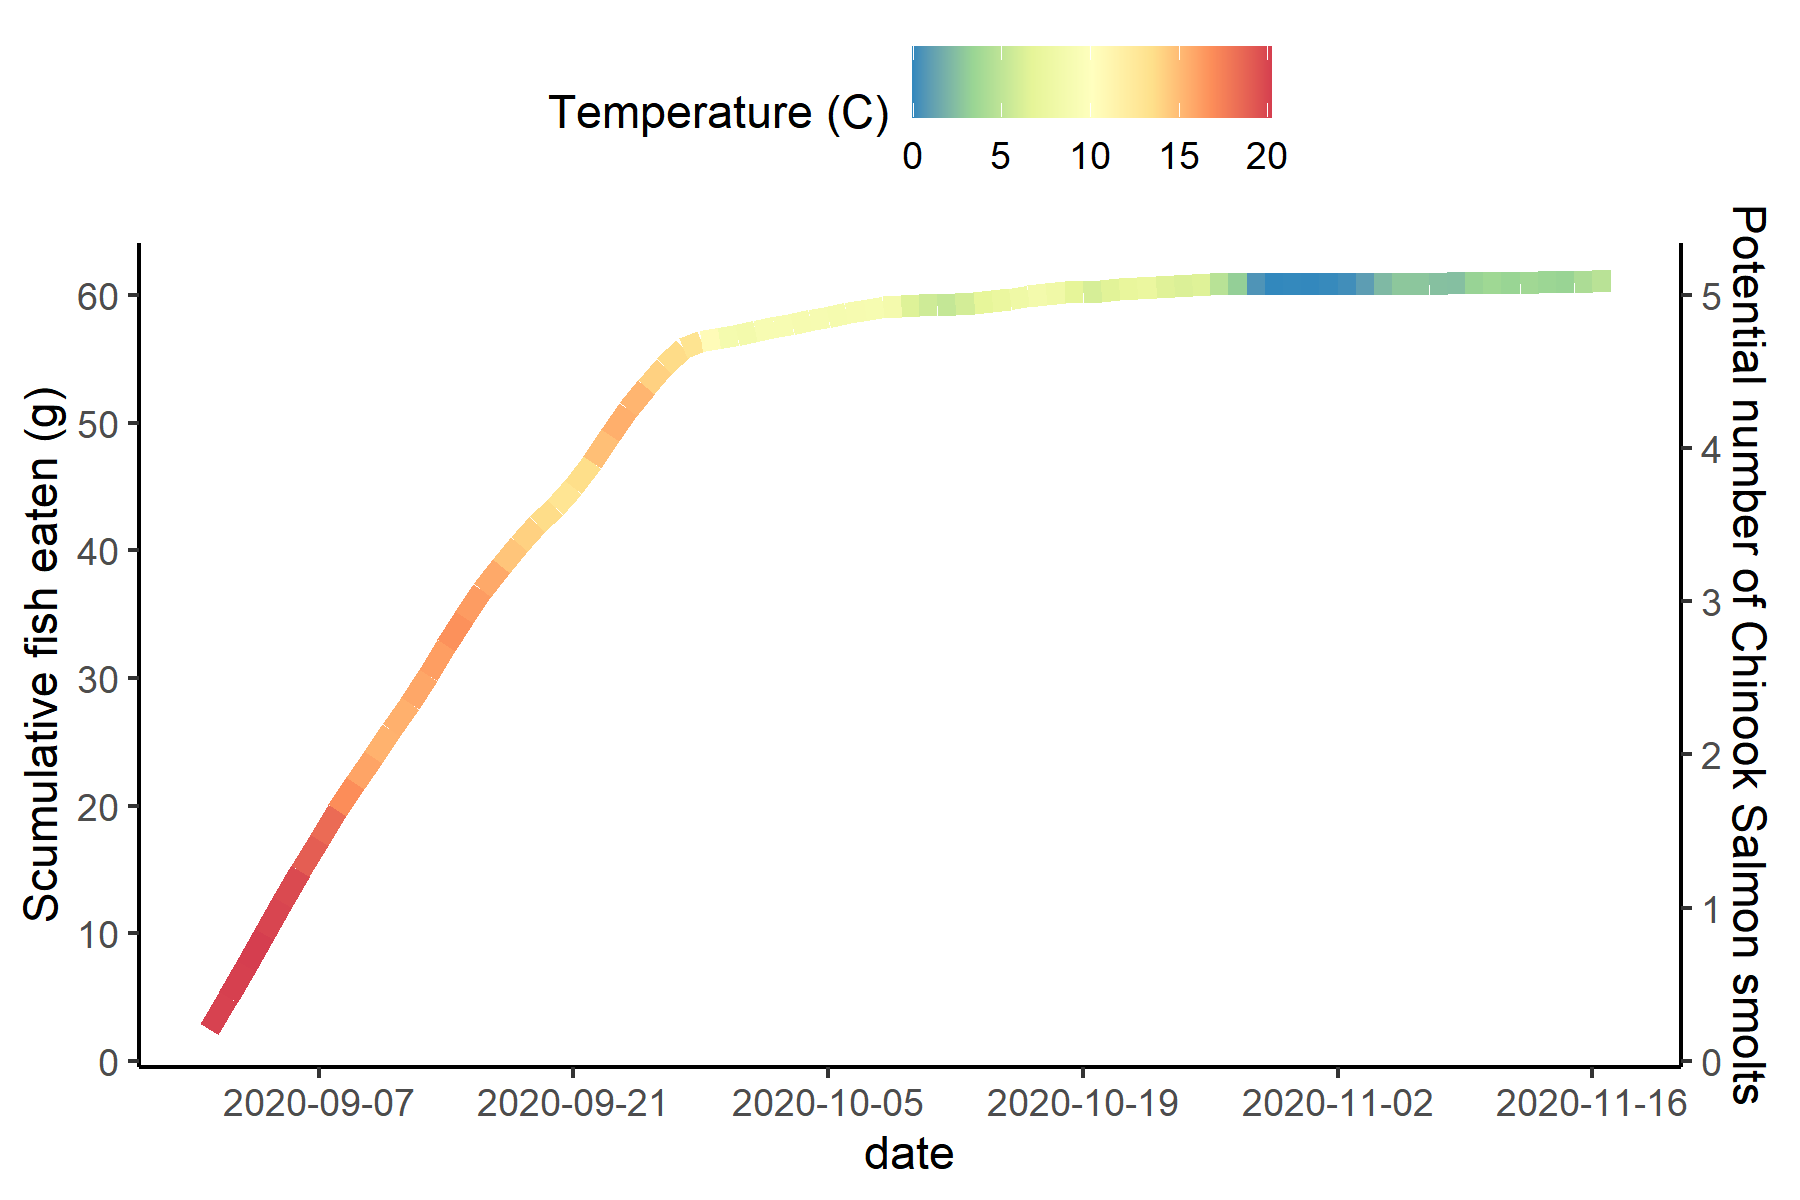 Temperature (C)
0 5 10 15 20
Scumulative fish eaten (g)
60
50
40
30
20
10
0
5
4
3
2
1
0
Potential number of Chinook Salmon smolts
2020-09-07 2020-09-21 2020-10-05 2020-10-19 2020-11-02 2020-11-16
date